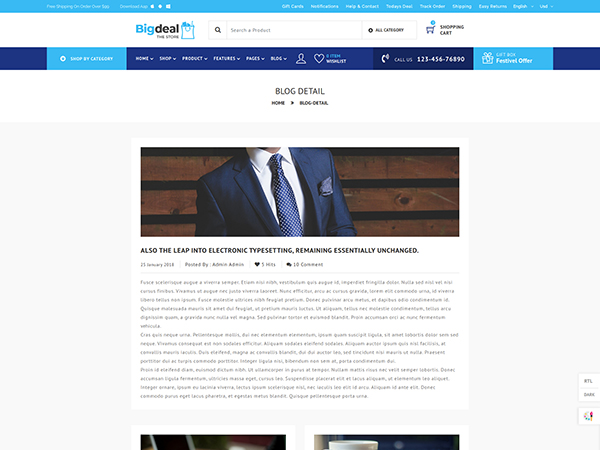 Free Shipping On Order Over $99
Download App
Gift Cards Notifications Help & Contact Todays Deal Track Order Shipping Easy Returns English Usd
Bigdeal
THE STORE
Search a Product
ALL CATEGORY
0
SHOPPING
CART
SHOP BY CATEGORY
HOME SHOP PRODUCT FEATURES PAGES BLOG
0 ITEM
WISHLIST
CALL US 123-456-76890
GIFT BOX
Festivel Offer
BLOG DETAIL
HOME » BLOG-DETAIL
ALSO THE LEAP INTO ELECTRONIC TYPESETTING, REMAINING ESSENTIALLY UNCHANGED.
25 January 2018 Posted By : Admin Admin 5 Hits 10 Comment
Fusce scelerisque augue a viverra semper. Etiam nisi nibh, vestibulum quis augue id, imperdiet fringilla dolor. Nulla sed nisl vel nisi
cursus finibus. Vivamus ut augue nec justo viverra laoreet. Nunc efficitur, arcu ac cursus gravida, lorem elit commodo urna, id viverra
libero tellus non ipsum. Fusce molestie ultrices nibh feugiat pretium. Donec pulvinar arcu metus, et dapibus odio condimentum id.
Quisque malesuada mauris sit amet dui feugiat, ut pretium mauris luctus. Ut aliquam, tellus nec molestie condimentum, tellus arcu
dignissim quam, a gravida nunc nulla vel magna. Sed pulvinar tortor et euismod blandit. Proin accumsan orci ac nunc fermentum
vehicula.
Cras quis neque urna. Pellentesque mollis, dui nec elementum elementum, ipsum quam suscipit ligula, sit amet lobortis dolor sem sed
neque. Vivamus consequat est non sodales efficitur. Aliquam sodales eleifend sodales. Aliquam auctor ipsum quis nisl facilisis, at
convallis mauris iaculis. Duis eleifend, magna ac convallis blandit, dui dui auctor leo, sed tincidunt nisi mauris ut nulla. Praesent
porttitor dui ac turpis commodo porttitor. Integer ligula nisl, bibendum non sem at, porta condimentum dui.
Proin id eleifend diam, euismod dictum nibh. Ut ullamcorper in purus at tempor. Nullam mattis risus nec velit semper lobortis. Donec
accumsan ligula fermentum, ultricies massa eget, cursus leo. Suspendisse placerat elit et lacus aliquam, ut elementum leo aliquet.
Integer ornare, ipsum eu lacinia viverra, lectus ipsum scelerisque nisl, nec iaculis leo elit id arcu. Aliquam id ante elit. Donec
commodo purus eget lacus pharetra, et egestas metus blandit. Quisque pellentesque porta urna.
RTL
DARK